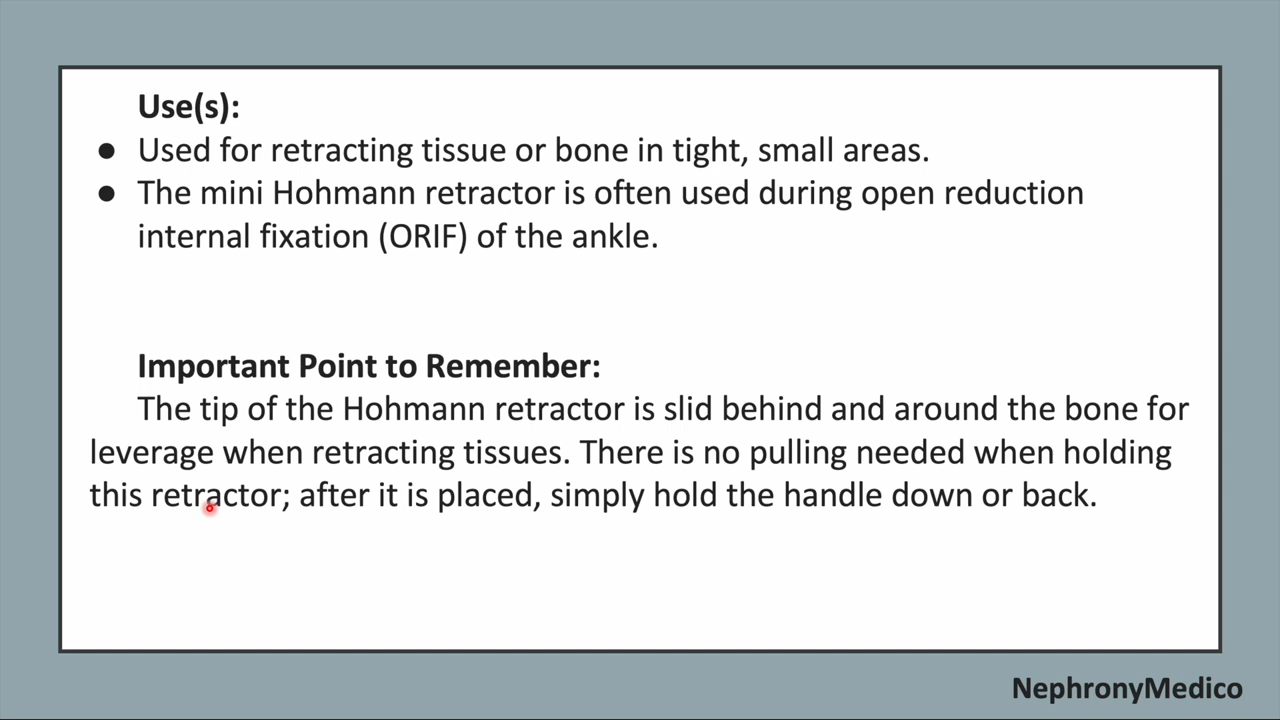 Use(s):
● Used for retracting tissue or bone in tight, small areas.
● The mini Hohmann retractor is often used during open reduction
internal fixation (ORIF) of the ankle.
Important Point to Remember:
The tip of the Hohmann retractor is slid behind and around the bone for
leverage when retracting tissues. There is no pulling needed when holding
this retractor; after it is placed, simply hold the handle down or back.
NephronyMedico